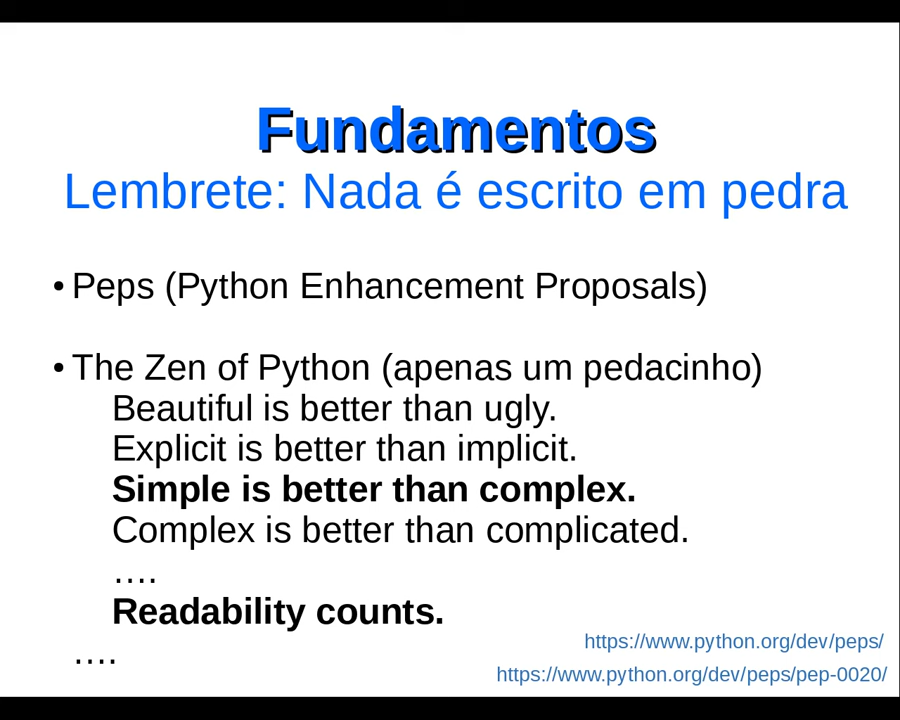 Fundamentos
Lembrete: Nada é escrito em pedra
• Peps (Python Enhancement Proposals)
• The Zen of Python (apenas um pedacinho)
Beautiful is better than ugly.
Explicit is better than implicit.
Simple is better than complex.
Complex is better than complicated.
....
Readability counts.
....
https://www.python.org/dev/peps/
https://www.python.org/dev/peps/pep-0020/